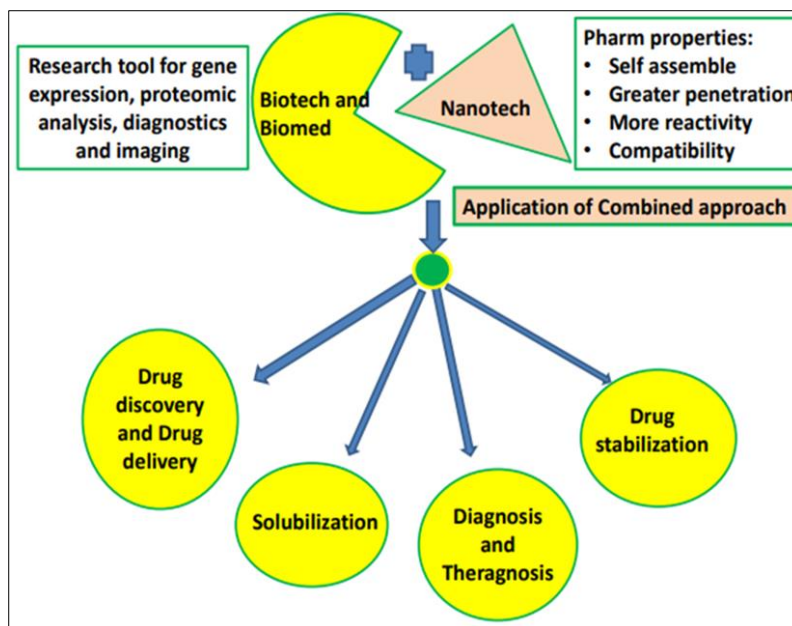 Research tool for gene
expression, proteomic
analysis, diagnostics
and imaging
Biotech and
Biomed
Nanotech
Pharm properties:
• Self assemble
• Greater penetration
• More reactivity
• Compatibility
Application of Combined approach
Drug
discovery
and Drug
delivery
Solubilization
Diagnosis
and
Theragnosis
Drug
stabilization